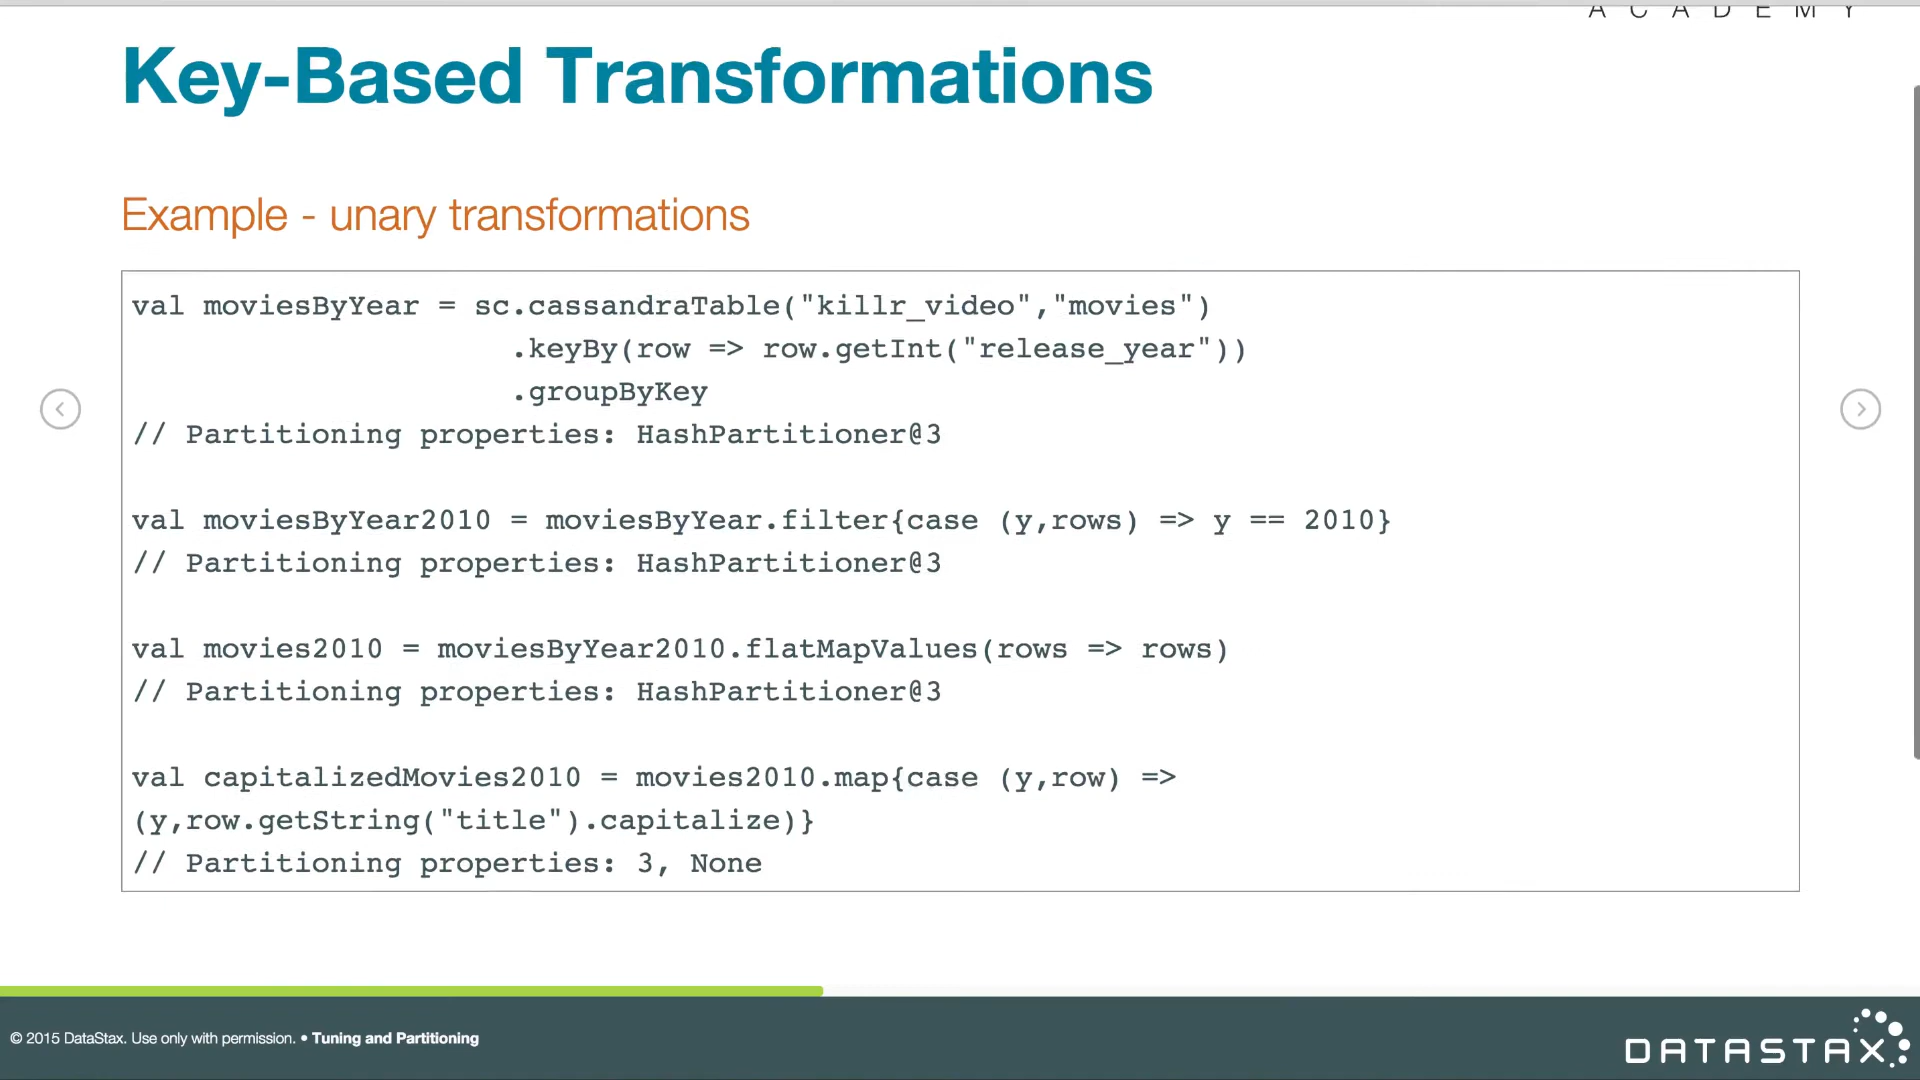 ACADEMY
Key-Based Transformations
Example - unary transformations
val moviesByYear = sc.cassandraTable("killr_video","movies")
.keyBy(row => row.getInt("release_year"))
.groupByKey
// Partitioning properties: HashPartitioner@3
val moviesByYear2010 = moviesByYear.filter{case (y,rows) => y == 2010}
// Partitioning properties: HashPartitioner@3
val movies2010 = moviesByYear2010.flatMapValues(rows => rows)
// Partitioning properties: HashPartitioner@3
val capitalizedMovies2010 = movies2010.map{case (y,row) =>
(y,row.getString("title").capitalize)}
// Partitioning properties: 3, None
© 2015 DataStax. Use only with permission. • Tuning and Partitioning
DATASTAX